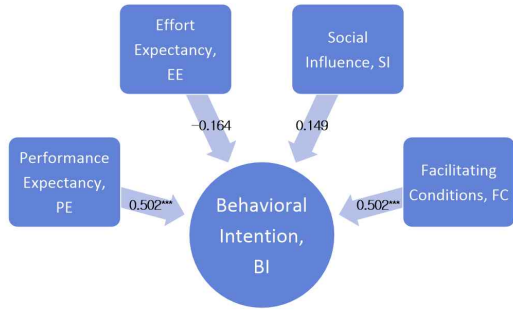 Effort
Expectancy,
EE
Social
Influence, SI
−0.164
0.149
Performance
Expectancy,
PE
Facilitating
Conditions, FC
0.502***
0.502***
Behavioral
Intention,
BI